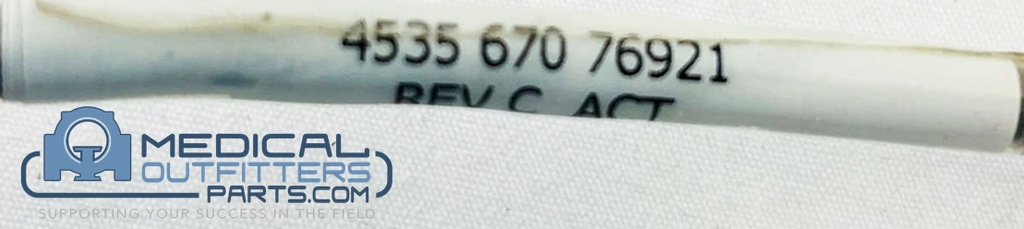 4535 670 76921
REV C ACT
MEDICAL
OUTFITTERS
PARTS.COM
SUPPORTING YOUR SUCCESS IN THE FIELD